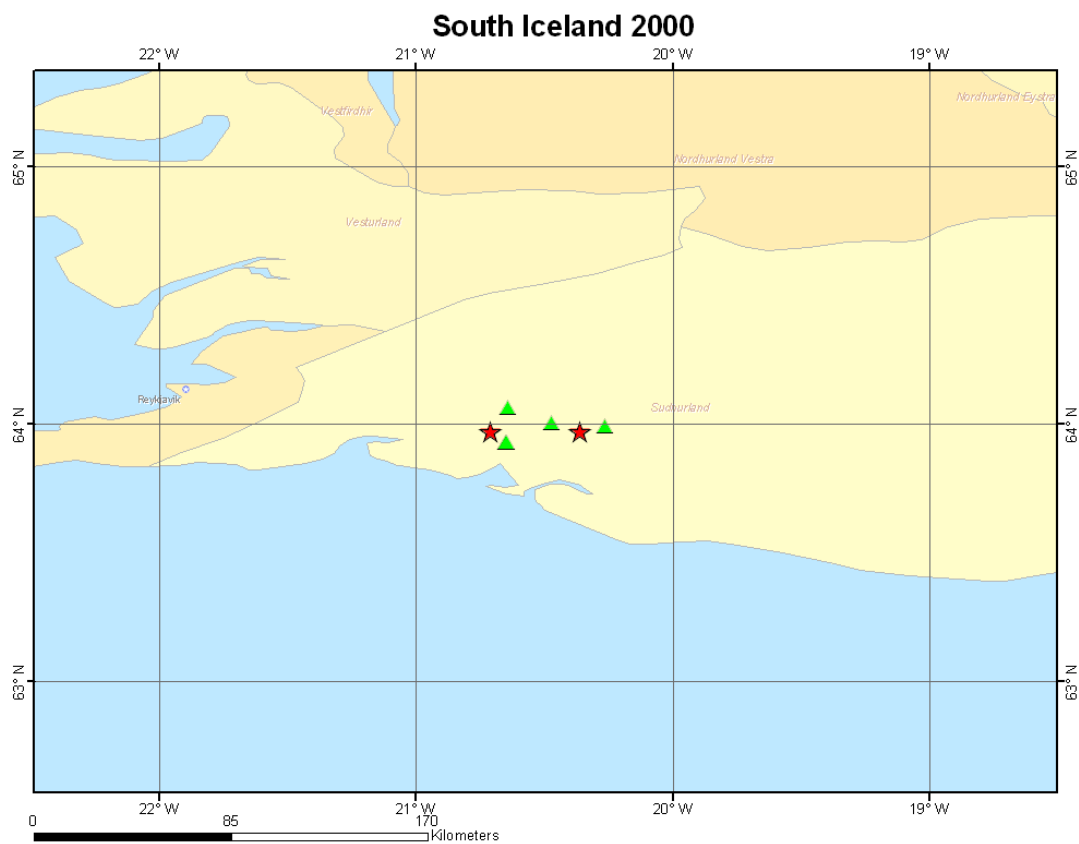 South Iceland 2000
22° W 21° W 20° W 19° W
Nordhurland Eystra
Vestfirdhir
Nordhurland Vestra
65° N 65° N
Vesturland
Reykjavik
Sudhurland
64° N 64° N
63° N 63° N
22° W 21° W 20° W 19° W
0 85 170
Kilometers